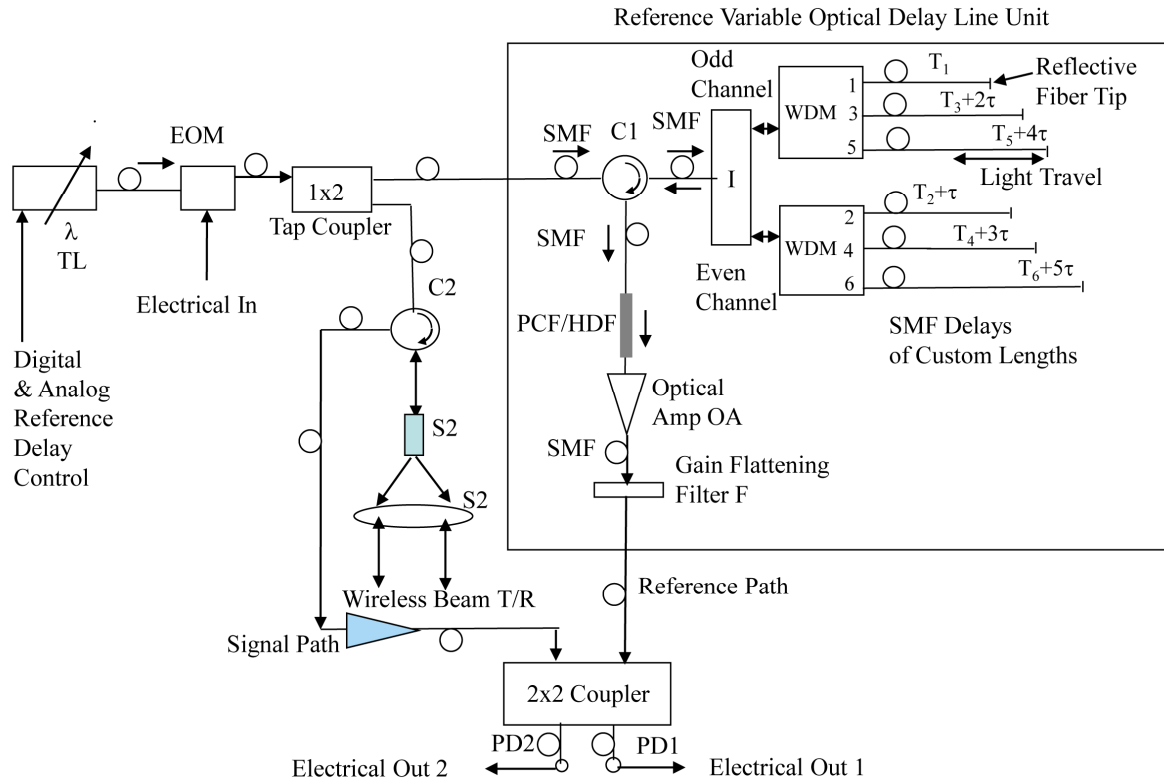 Reference Variable Optical Delay Line Unit
Odd
Channel
T1
Reflective
Fiber Tip
1
WDM
3
5
T3+2τ
T5+4τ
Light Travel
EOM
SMF
C1
SMF
I
1x2
Tap Coupler
λ
TL
Electrical In
SMF
T2+τ
2
WDM
4
6
T4+3τ
T6+5τ
Even
Channel
C2
PCF/HDF
SMF Delays
of Custom Lengths
Digital
& Analog
Reference
Delay
Control
Optical
Amp OA
S2
SMF
Gain Flattening
Filter F
S2
Reference Path
Wireless Beam T/R
Signal Path
2x2 Coupler
PD2
PD1
Electrical Out 2
Electrical Out 1